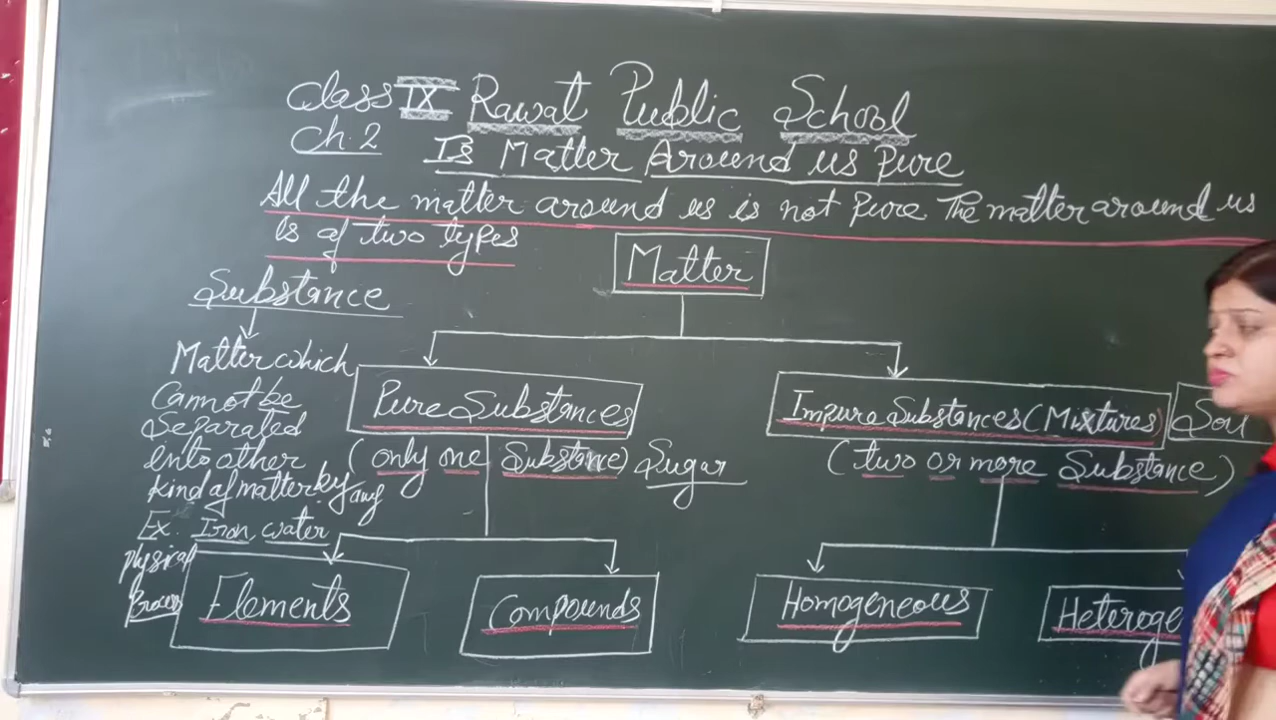 Class IX Rawat Public School
Ch. 2 Is Matter Around us Pure
All the matter around us is not pure. The matter around us
is of two types
Matter
Substance
Matter which
Cannot be
Separated
into other
kind of matter by any
Ex. Iron, water
physical
Process
Pure Substances
(only one Substance) Sugar
Impure Substances (Mixtures)
(two or more Substance)
Elements
Compounds
Homogeneous
Heteroge